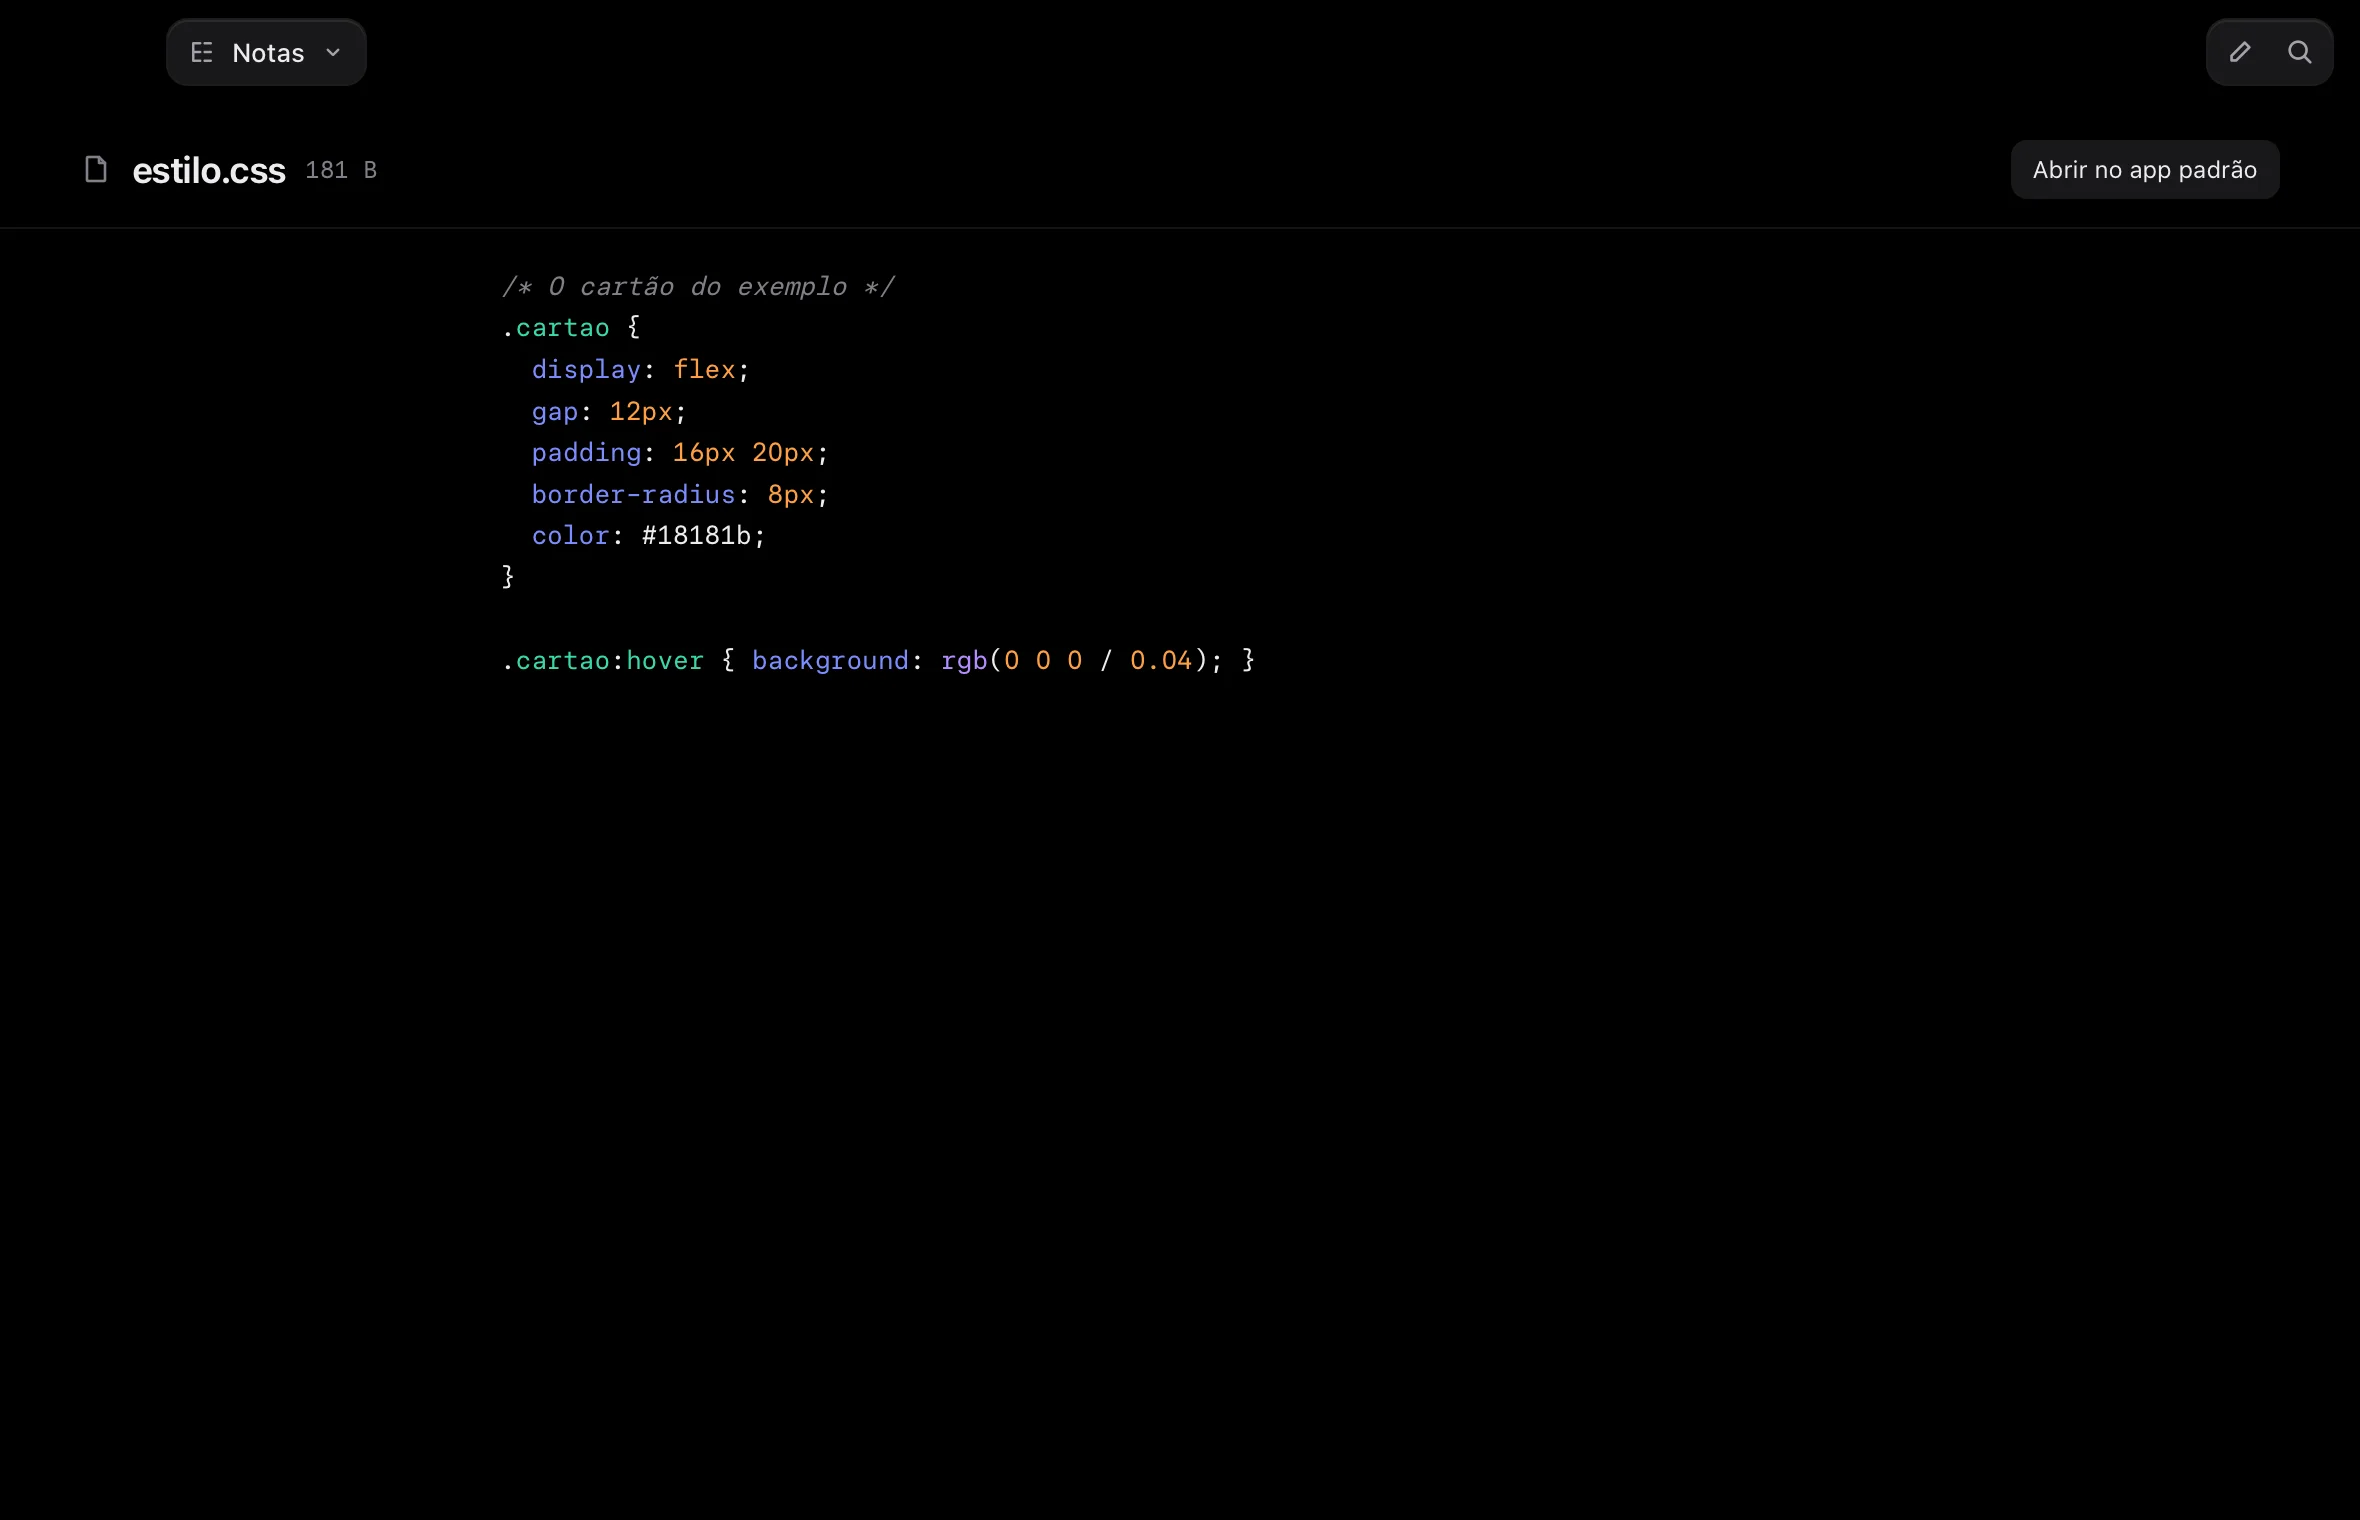 Notas
estilo.css 181 B
Abrir no app padrão
/* O cartão do exemplo */
.cartao {
  display: flex;
  gap: 12px;
  padding: 16px 20px;
  border-radius: 8px;
  color: #18181b;
}
.cartao:hover { background: rgb(0 0 0 / 0.04); }